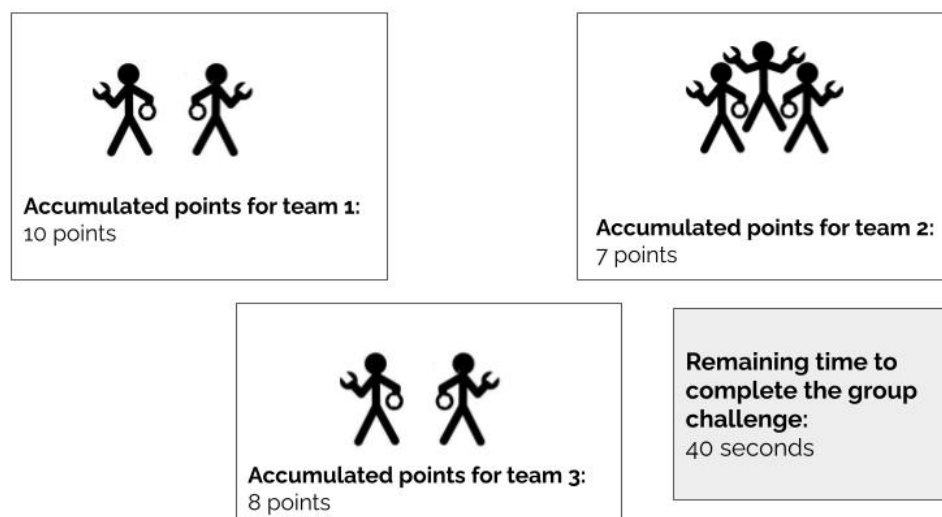 Accumulated points for team 1:
10 points
Accumulated points for team 2:
7 points
Accumulated points for team 3:
8 points
Remaining time to
complete the group
challenge:
40 seconds